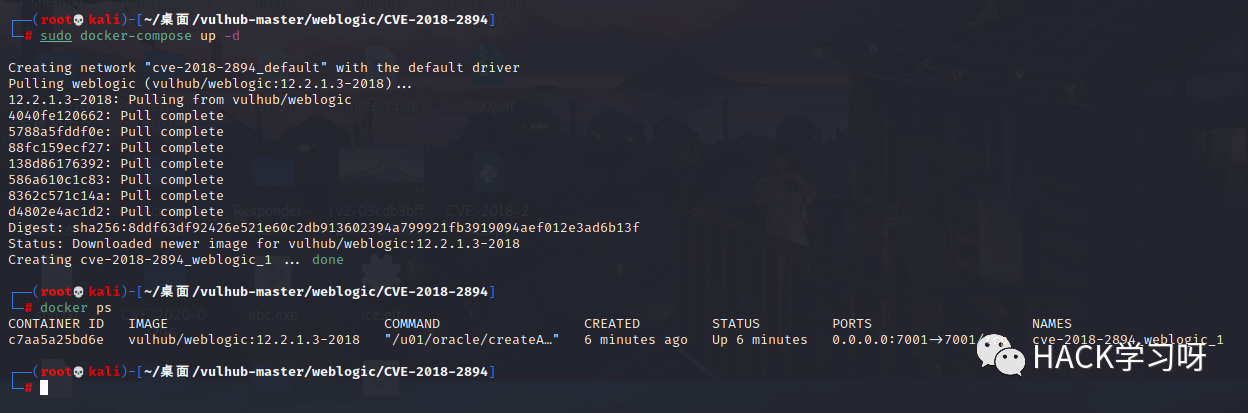 (root💀kali)-[~/桌面/vulhub-master/weblogic/CVE-2018-2894]
# sudo docker-compose up -d
Creating network "cve-2018-2894_default" with the default driver
Pulling weblogic (vulhub/weblogic:12.2.1.3-2018)...
12.2.1.3-2018: Pulling from vulhub/weblogic
4040fe120662: Pull complete
5788a5fddf0e: Pull complete
88fc159ecf27: Pull complete
138d86176392: Pull complete
586a610c1c83: Pull complete
8362c571c14a: Pull complete
d4802e4ac1d2: Pull complete
Digest: sha256:8ddf63df92426e521e60c2db913602394a799921fb3919094aef012e3ad6b13f
Status: Downloaded newer image for vulhub/weblogic:12.2.1.3-2018
Creating cve-2018-2894_weblogic_1 ... done
(root💀kali)-[~/桌面/vulhub-master/weblogic/CVE-2018-2894]
# docker ps
CONTAINER ID IMAGE COMMAND CREATED STATUS PORTS NAMES
c7aa5a25bd6e vulhub/weblogic:12.2.1.3-2018 "/u01/oracle/createA…" 6 minutes ago Up 6 minutes 0.0.0.0:7001->7001/tcp cve-2018-2894_weblogic_1
(root💀kali)-[~/桌面/vulhub-master/weblogic/CVE-2018-2894]
#
HACK学习呀